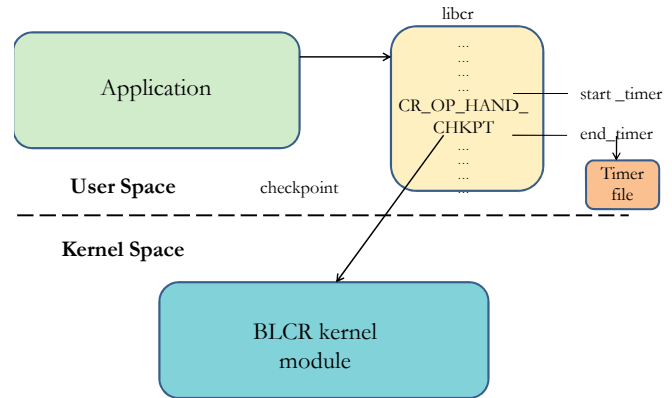 libcr
...
...
...
...
Application
start _timer
CR_OP_HAND_
CHKPT
end_timer
...
...
...
...
Timer
file
User Space
checkpoint
Kernel Space
BLCR kernel
module